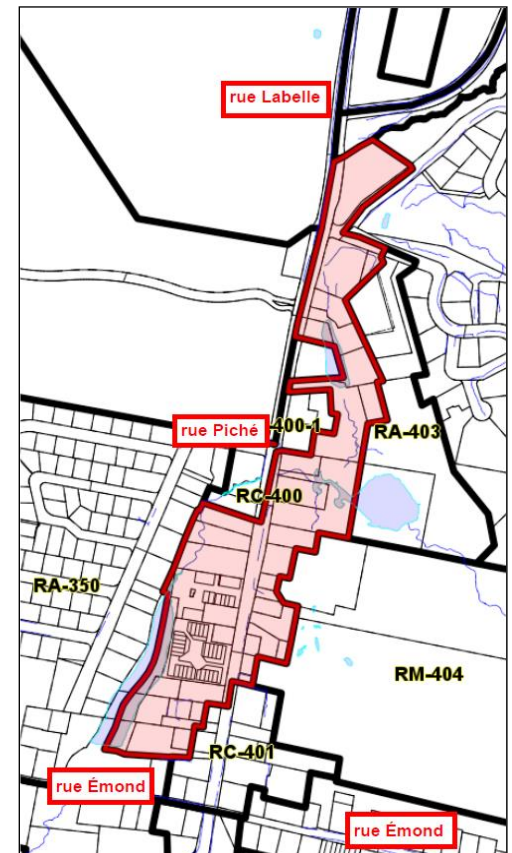 rue Labelle
rue Piché
-400-1
RA-403
RC-400
RA-350
RM-404
RC-401
rue Émond
rue Émond